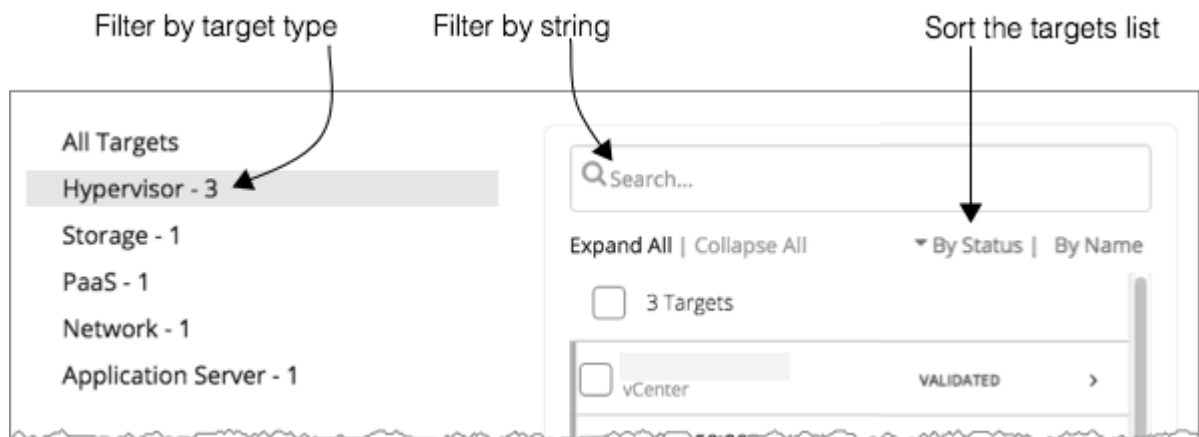 Filter by target type
Filter by string
Sort the targets list
All Targets
Hypervisor - 3
Storage - 1
PaaS - 1
Network - 1
Application Server - 1
Search...
Expand All | Collapse All
By Status | By Name
3 Targets
vCenter
VALIDATED